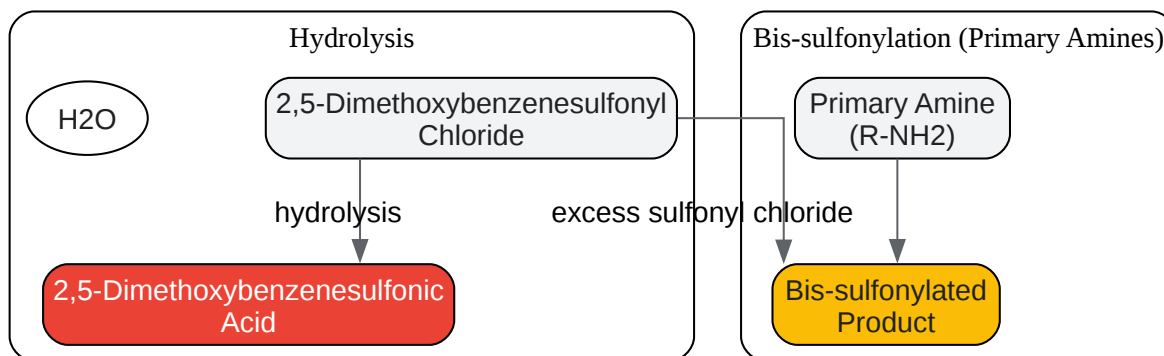 Hydrolysis
H2O
2,5-Dimethoxybenzenesulfonyl
Chloride
hydrolysis
2,5-Dimethoxybenzenesulfonic
Acid
excess sulfonyl chloride
Bis-sulfonylation (Primary Amines)
Primary Amine
(R-NH2)
Bis-sulfonylated
Product